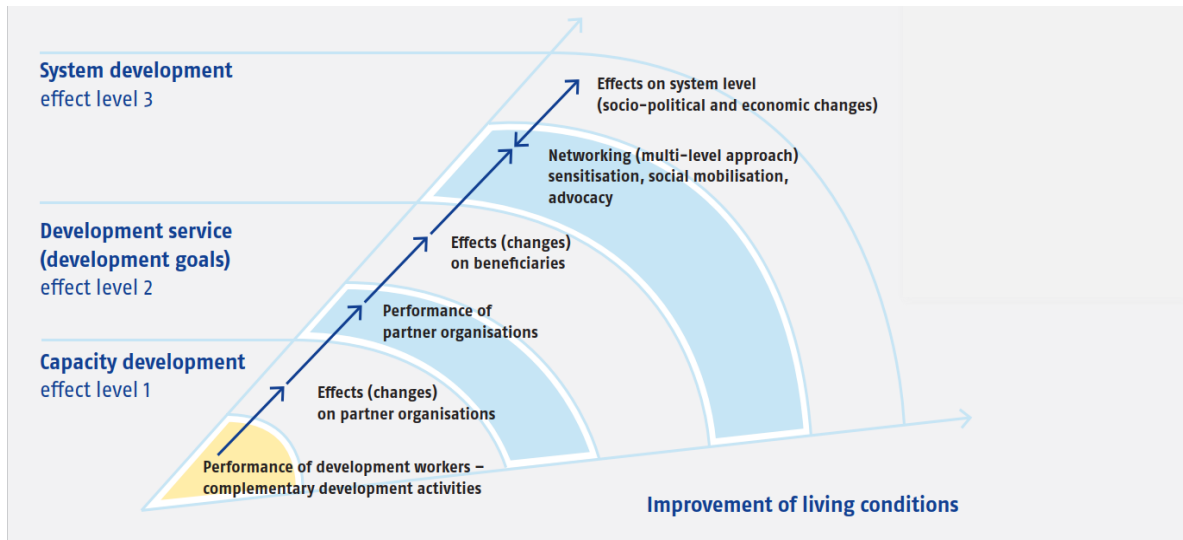 System development
effect level 3
Effects on system level
(socio-political and economic changes)
Networking (multi-level approach)
sensitisation, social mobilisation,
advocacy
Development service
(development goals)
effect level 2
Effects (changes)
on beneficiaries
Performance of
partner organisations
Capacity development
effect level 1
Effects (changes)
on partner organisations
Performance of development workers –
complementary development activities
Improvement of living conditions